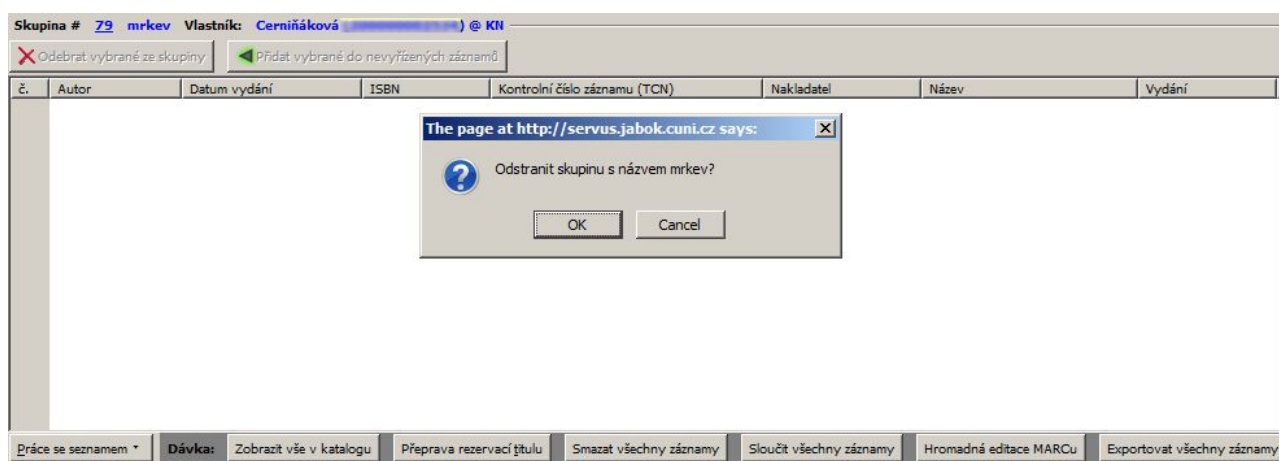 Skupina # 79 mrkev Vlastník: Cerniňáková ) @ KN
Odebrat vybrané ze skupiny Přidat vybrané do nevyřízených záznamů
č. Autor Datum vydání ISBN Kontrolní číslo záznamu (TCN) Nakladatel Název Vydání
The page at http://servus.jabok.cuni.cz says:
Odstranit skupinu s názvem mrkev?
OK Cancel
Práce se seznamem Dávka: Zobrazit vše v katalogu Přeprava rezervací titulu Smazat všechny záznamy Sloučit všechny záznamy Hromadná editace MARCu Exportovat všechny záznamy